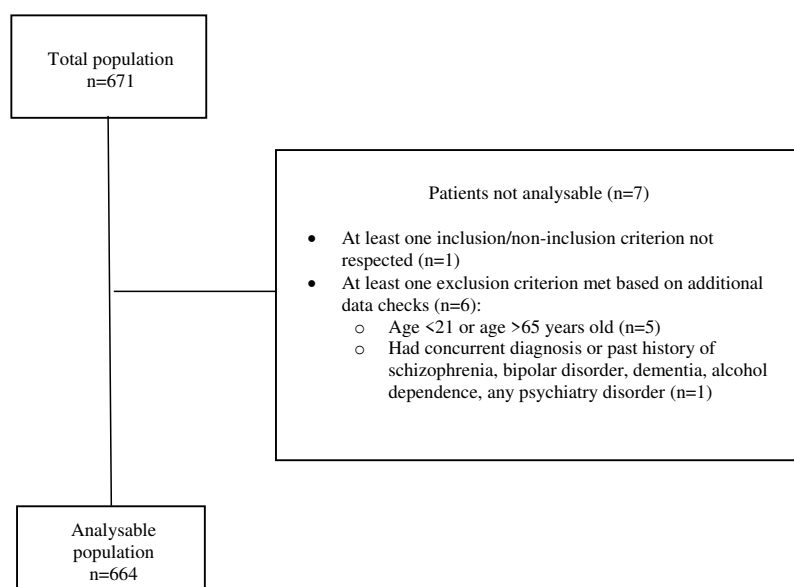 Total population
n=671
Patients not analysable (n=7)
• At least one inclusion/non-inclusion criterion not
respected (n=1)
• At least one exclusion criterion met based on additional
data checks (n=6):
o Age <21 or age >65 years old (n=5)
o Had concurrent diagnosis or past history of
schizophrenia, bipolar disorder, dementia, alcohol
dependence, any psychiatry disorder (n=1)
Analysable
population
n=664